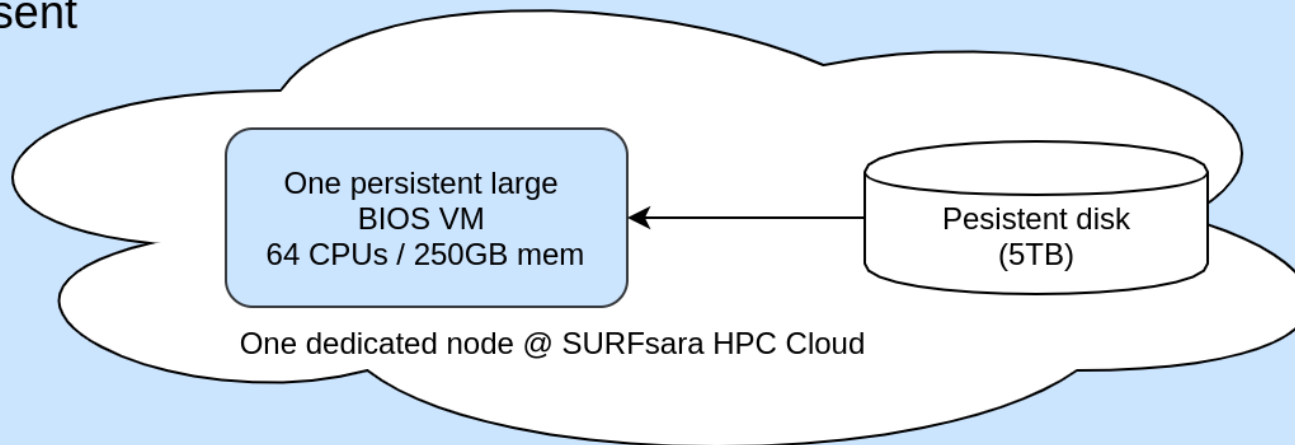 sent
One persistent large
BIOS VM
64 CPUs / 250GB mem
Pesistent disk
(5TB)
One dedicated node @ SURFsara HPC Cloud